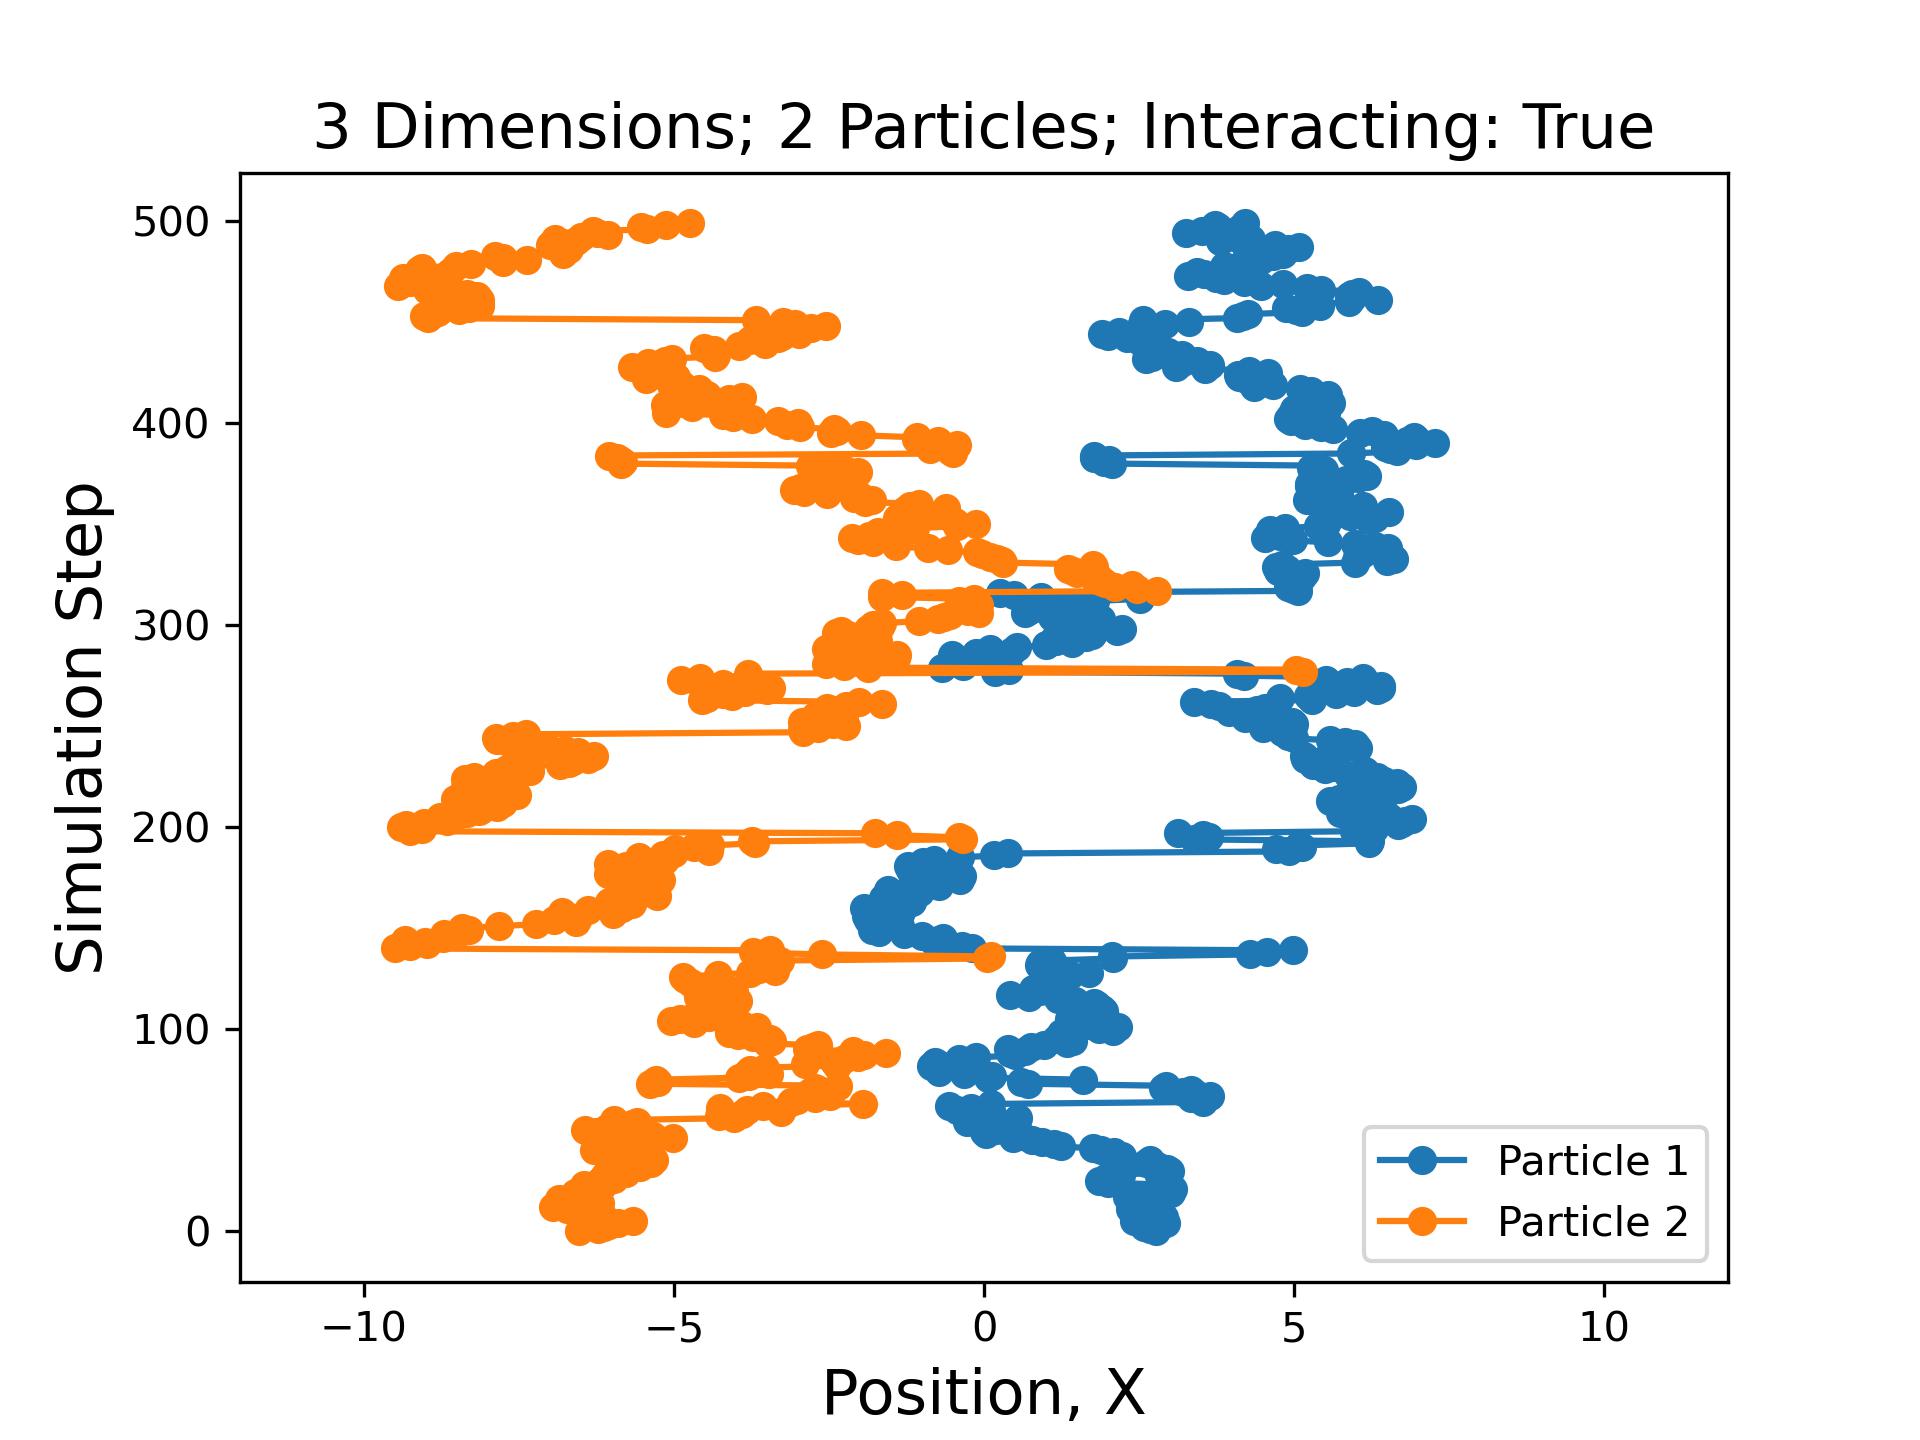 3 Dimensions; 2 Particles; Interacting: True
Simulation Step
500
400
300
200
100
0
−10
−5
0
5
10
Position, X
Particle 1
Particle 2